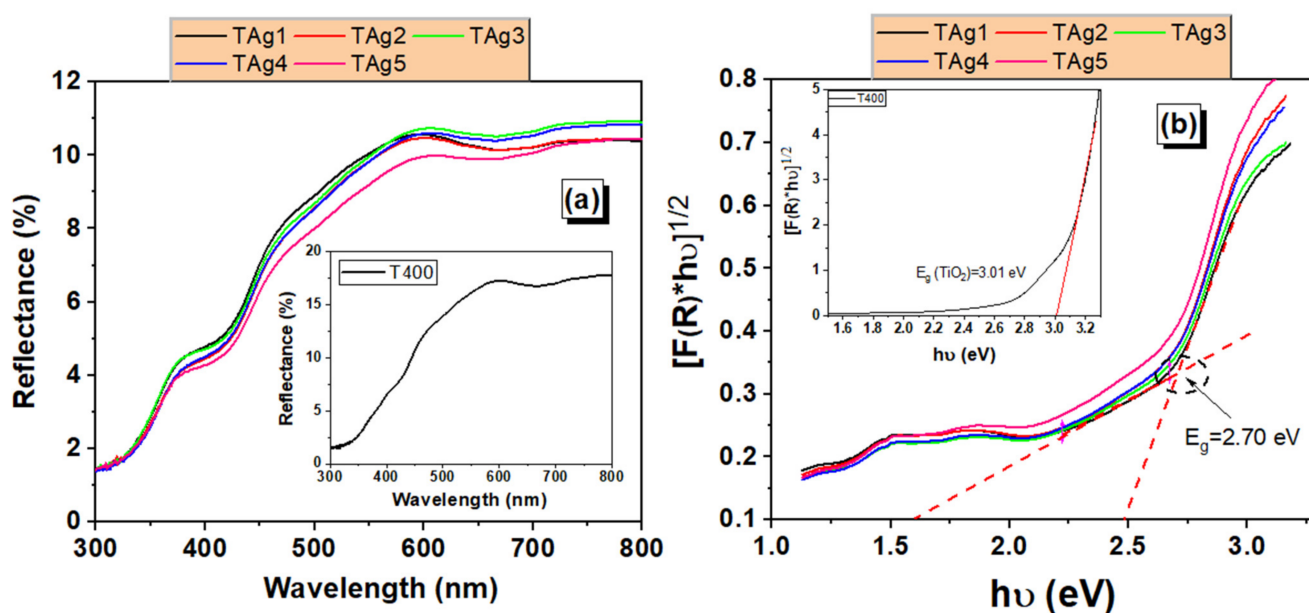 TAg1 TAg2 TAg3
TAg4 TAg5
12
10
8
6
4
2
0
Reflectance (%)
(a)
T400
20
15
10
5
0
Reflectance (%)
300 400 500 600 700 800
Wavelength (nm)
300 400 500 600 700 800
Wavelength (nm)
TAg1 TAg2 TAg3
TAg4 TAg5
0.8
0.7
0.6
0.5
0.4
0.3
0.2
0.1
[F(R)*hυ]1/2
(b)
T400
5
4
3
2
1
0
[F(R)*hυ]1/2
Eg (TiO2)=3.01 eV
1.6 1.8 2.0 2.2 2.4 2.6 2.8 3.0 3.2
hυ (eV)
Eg=2.70 eV
1.0 1.5 2.0 2.5 3.0
hυ (eV)